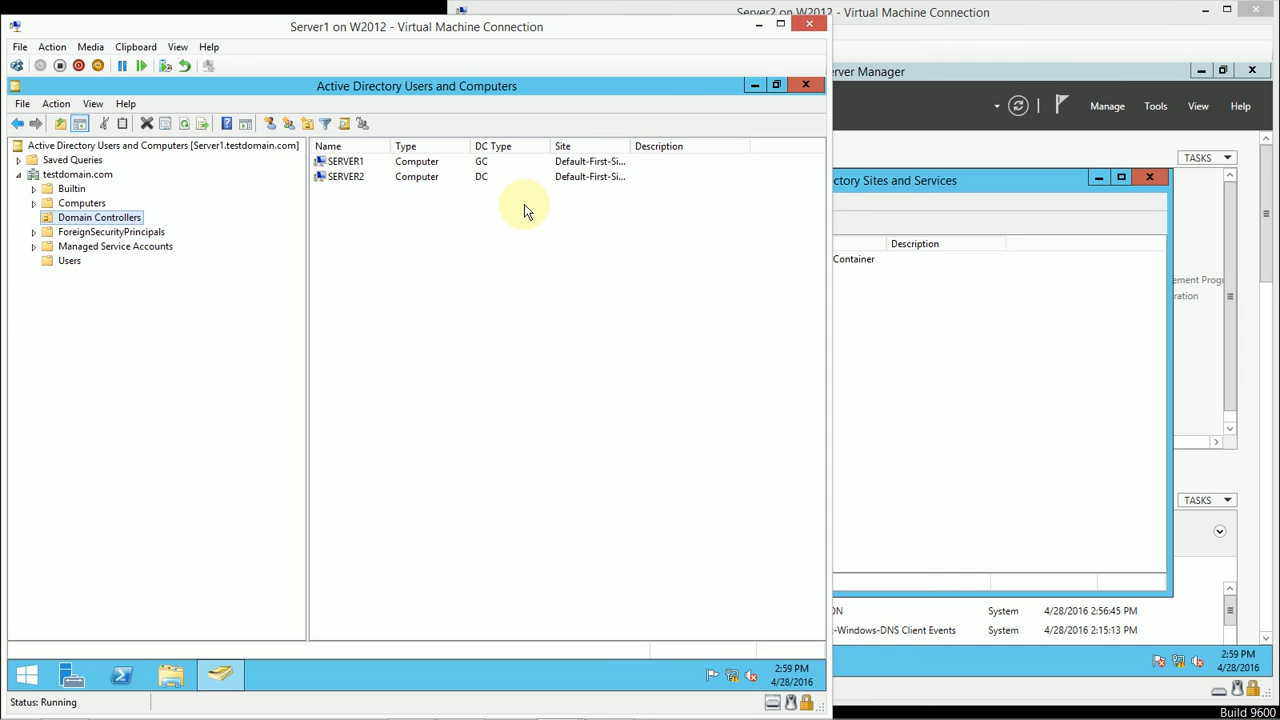 Server2 on W2012 - Virtual Machine Connection
Server1 on W2012 - Virtual Machine Connection
File Action Media Clipboard View Help
Active Directory Users and Computers
File Action View Help
Active Directory Users and Computers [Server1.testdomain.com]
Saved Queries
testdomain.com
Builtin
Computers
Domain Controllers
ForeignSecurityPrincipals
Managed Service Accounts
Users
Name Type DC Type Site Description
SERVER1 Computer GC Default-First-Si...
SERVER2 Computer DC Default-First-Si...
2:59 PM
4/28/2016
Status: Running
erver Manager
Manage Tools View Help
TASKS
ctory Sites and Services
Description
Container
ement Progr
ration
TASKS
ON System 4/28/2016 2:56:45 PM
-Windows-DNS Client Events System 4/28/2016 2:15:13 PM
2:59 PM
4/28/2016
Build 9600